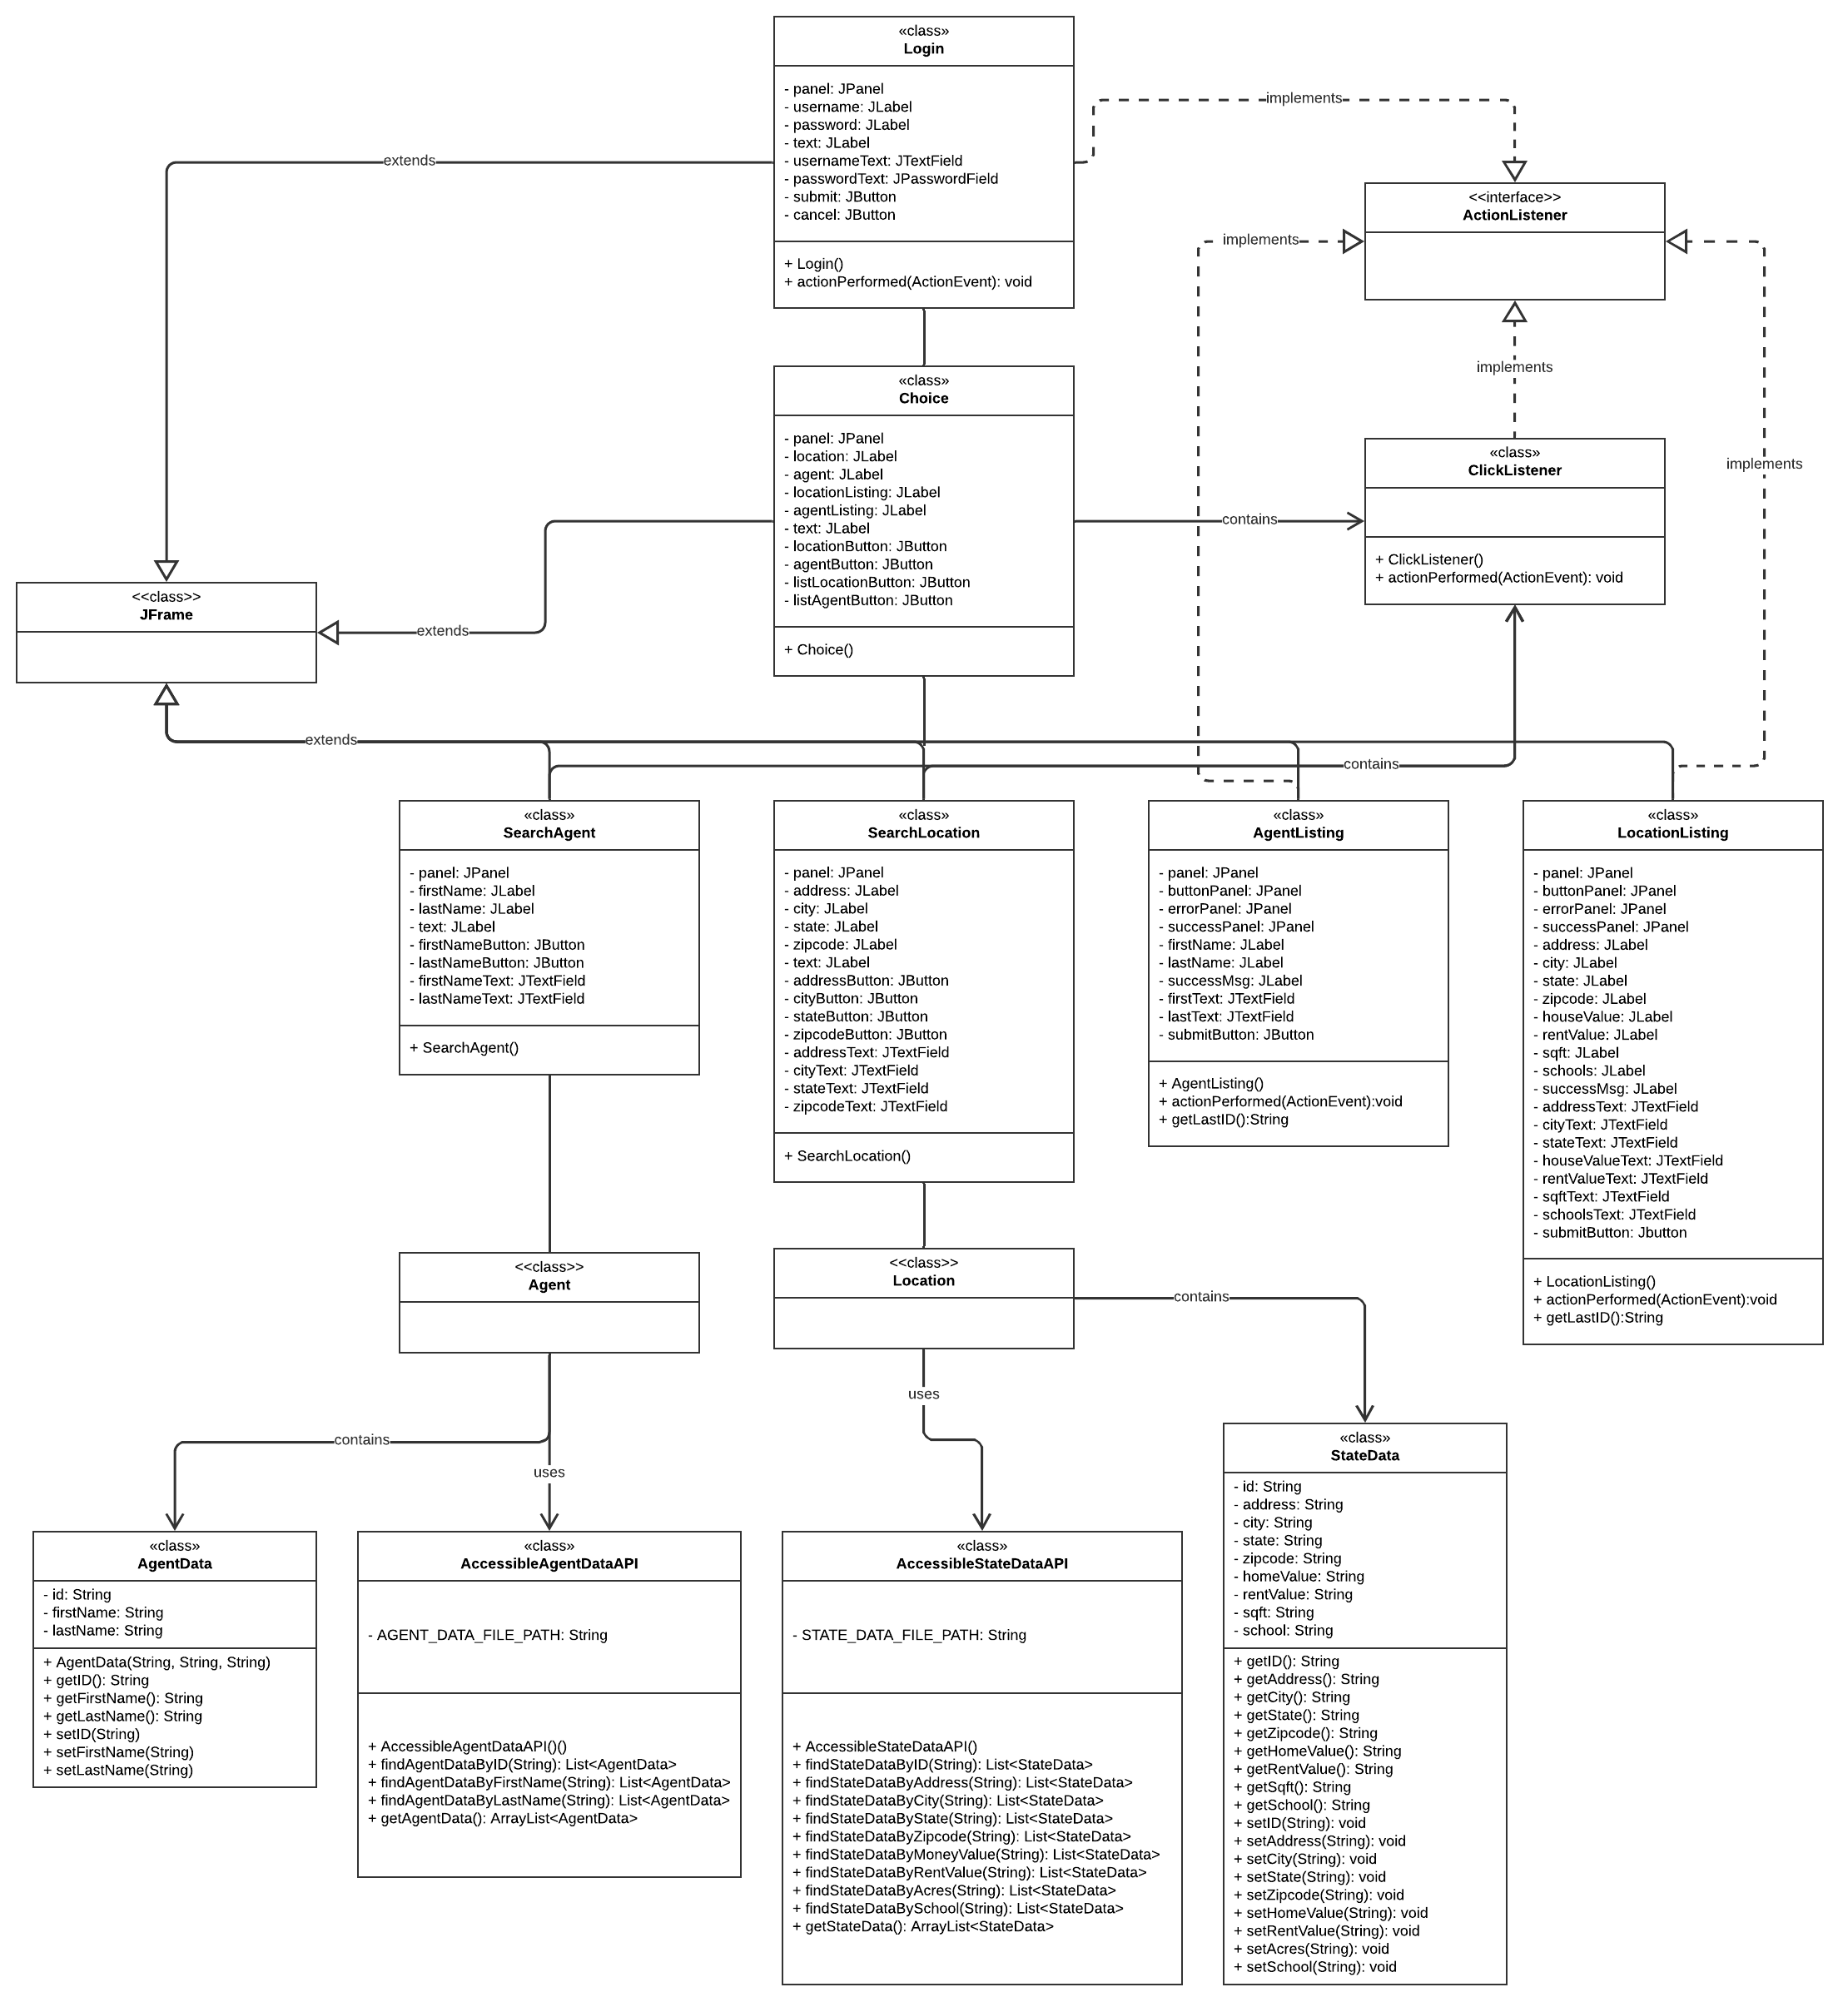 «class»
Login
- panel: JPanel
- username: JLabel
- password: JLabel
- text: JLabel
- usernameText: JTextField
- passwordText: JPasswordField
- submit: JButton
- cancel: JButton
+ Login()
+ actionPerformed(ActionEvent): void
implements
extends
<<interface>>
ActionListener
implements
implements
implements
«class»
Choice
- panel: JPanel
- location: JLabel
- agent: JLabel
- locationListing: JLabel
- agentListing: JLabel
- text: JLabel
- locationButton: JButton
- agentButton: JButton
- listLocationButton: JButton
- listAgentButton: JButton
+ Choice()
contains
«class»
ClickListener
+ ClickListener()
+ actionPerformed(ActionEvent): void
<<class>>
JFrame
extends
extends
contains
«class»
SearchAgent
- panel: JPanel
- firstName: JLabel
- lastName: JLabel
- text: JLabel
- firstNameButton: JButton
- lastNameButton: JButton
- firstNameText: JTextField
- lastNameText: JTextField
+ SearchAgent()
«class»
SearchLocation
- panel: JPanel
- address: JLabel
- city: JLabel
- state: JLabel
- zipcode: JLabel
- text: JLabel
- addressButton: JButton
- cityButton: JButton
- stateButton: JButton
- zipcodeButton: JButton
- addressText: JTextField
- cityText: JTextField
- stateText: JTextField
- zipcodeText: JTextField
+ SearchLocation()
«class»
AgentListing
- panel: JPanel
- buttonPanel: JPanel
- errorPanel: JPanel
- successPanel: JPanel
- firstName: JLabel
- lastName: JLabel
- successMsg: JLabel
- firstText: JTextField
- lastText: JTextField
- submitButton: JButton
+ AgentListing()
+ actionPerformed(ActionEvent):void
+ getLastID():String
«class»
LocationListing
- panel: JPanel
- buttonPanel: JPanel
- errorPanel: JPanel
- successPanel: JPanel
- address: JLabel
- city: JLabel
- state: JLabel
- zipcode: JLabel
- houseValue: JLabel
- rentValue: JLabel
- sqft: JLabel
- schools: JLabel
- successMsg: JLabel
- addressText: JTextField
- cityText: JTextField
- stateText: JTextField
- houseValueText: JTextField
- rentValueText: JTextField
- sqftText: JTextField
- schoolsText: JTextField
- submitButton: Jbutton
+ LocationListing()
+ actionPerformed(ActionEvent):void
+ getLastID():String
<<class>>
Agent
<<class>>
Location
contains
uses
contains
uses
«class»
AgentData
- id: String
- firstName: String
- lastName: String
+ AgentData(String, String, String)
+ getID(): String
+ getFirstName(): String
+ getLastName(): String
+ setID(String)
+ setFirstName(String)
+ setLastName(String)
«class»
AccessibleAgentDataAPI
- AGENT_DATA_FILE_PATH: String
+ AccessibleAgentDataAPI()()
+ findAgentDataByID(String): List<AgentData>
+ findAgentDataByFirstName(String): List<AgentData>
+ findAgentDataByLastName(String): List<AgentData>
+ getAgentData(): ArrayList<AgentData>
«class»
AccessibleStateDataAPI
- STATE_DATA_FILE_PATH: String
+ AccessibleStateDataAPI()
+ findStateDataByID(String): List<StateData>
+ findStateDataByAddress(String): List<StateData>
+ findStateDataByCity(String): List<StateData>
+ findStateDataByState(String): List<StateData>
+ findStateDataByZipcode(String): List<StateData>
+ findStateDataByMoneyValue(String): List<StateData>
+ findStateDataByRentValue(String): List<StateData>
+ findStateDataByAcres(String): List<StateData>
+ findStateDataBySchool(String): List<StateData>
+ getStateData(): ArrayList<StateData>
«class»
StateData
- id: String
- address: String
- city: String
- state: String
- zipcode: String
- homeValue: String
- rentValue: String
- sqft: String
- school: String
+ getID(): String
+ getAddress(): String
+ getCity(): String
+ getState(): String
+ getZipcode(): String
+ getHomeValue(): String
+ getRentValue(): String
+ getSqft(): String
+ getSchool(): String
+ setID(String): void
+ setAddress(String): void
+ setCity(String): void
+ setState(String): void
+ setZipcode(String): void
+ setHomeValue(String): void
+ setRentValue(String): void
+ setAcres(String): void
+ setSchool(String): void